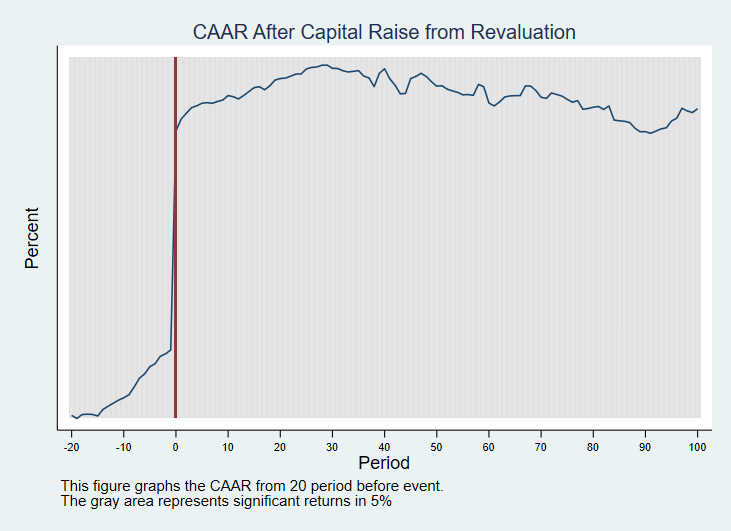 CAAR After Capital Raise from Revaluation
Percent
-20 -10 0 10 20 30 40 50 60 70 80 90 100
Period
This figure graphs the CAAR from 20 period before event.
The gray area represents significant returns in 5%